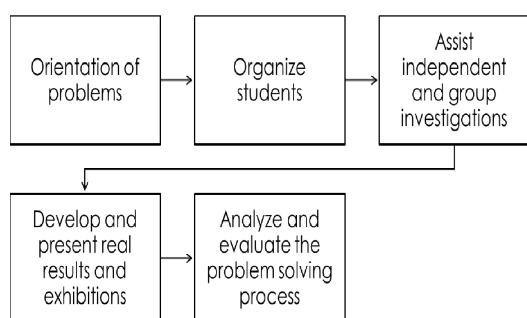 Orientation of
problems
Organize
students
Assist
independent
and group
investigations
Develop and
present real
results and
exhibitions
Analyze and
evaluate the
problem solving
process